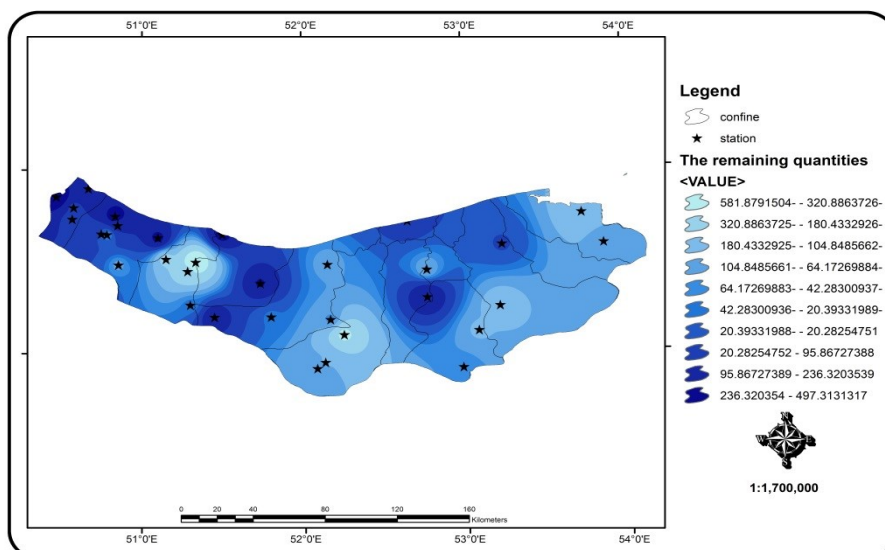 51°0'E 52°0'E 53°0'E 54°0'E
Legend
confine
station
The remaining quantities
<VALUE>
581.8791504- - 320.8863726-
320.8863725- - 180.4332926-
180.4332925- - 104.8485662-
104.8485661- - 64.17269884-
64.17269883- - 42.28300937-
42.28300936- - 20.39331989-
20.39331988- - 20.28254751
20.28254752 - 95.86727388
95.86727389 - 236.3203539
236.320354 - 497.3131317
1:1,700,000
0 20 40 80 120 160
Kilometers
51°0'E 52°0'E 53°0'E 54°0'E